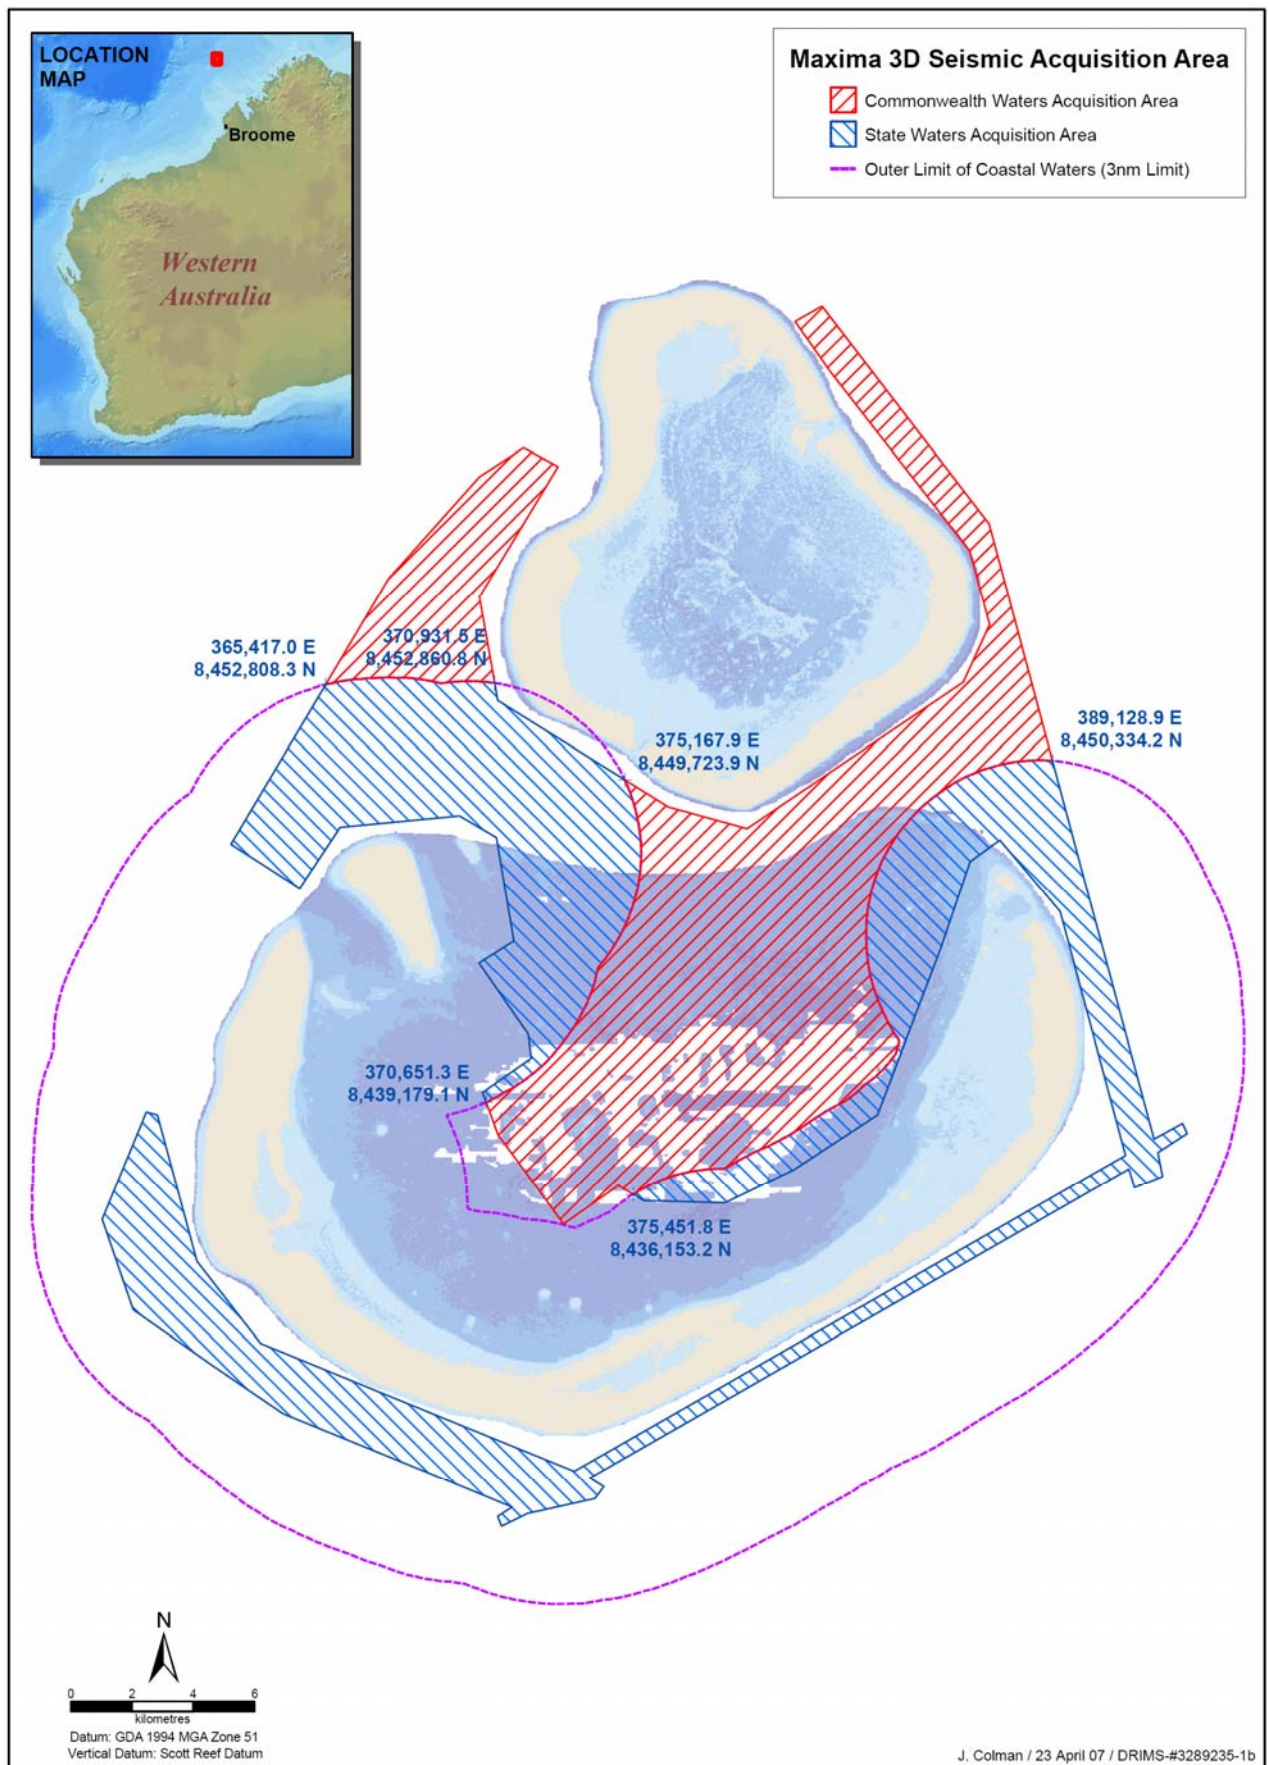 LOCATION
MAP
Broome
Western
Australia
Maxima 3D Seismic Acquisition Area
Commonwealth Waters Acquisition Area
State Waters Acquisition Area
Outer Limit of Coastal Waters (3nm Limit)
365,417.0 E
8,452,808.3 N
370,931.5 E
8,452,860.8 N
375,167.9 E
8,449,723.9 N
389,128.9 E
8,450,334.2 N
370,651.3 E
8,439,179.1 N
375,451.8 E
8,436,153.2 N
N
0 2 4 6
kilometres
Datum: GDA 1994 MGA Zone 51
Vertical Datum: Scott Reef Datum
J. Colman / 23 April 07 / DRIMS-#3289235-1b